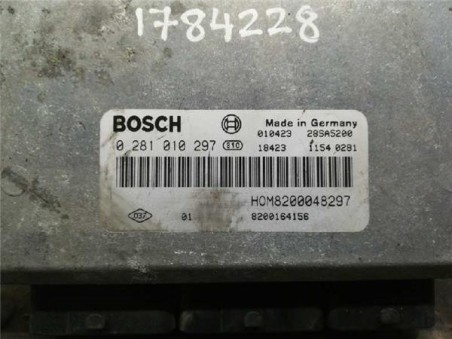 1784228
BOSCH Made in Germany
010423 28SA5200
0 281 010 297 18423 1154 0281
HOM8200048297
01 8200164156